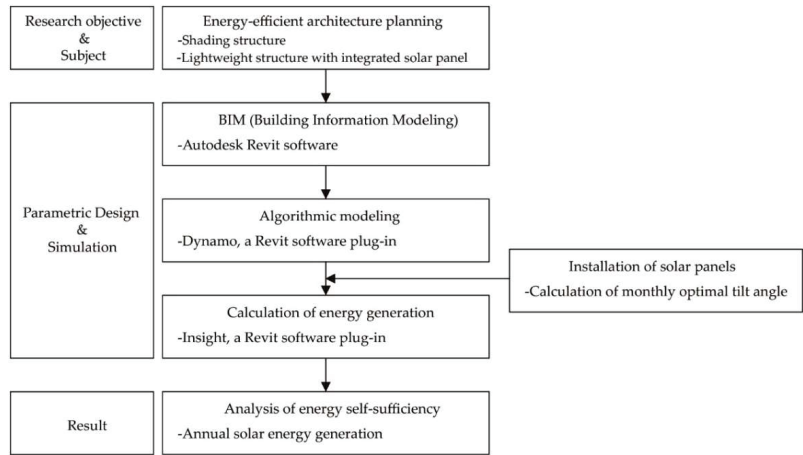 Research objective
&
Subject
Energy-efficient architecture planning
-Shading structure
-Lightweight structure with integrated solar panel
Parametric Design
&
Simulation
BIM (Building Information Modeling)
-Autodesk Revit software
Algorithmic modeling
-Dynamo, a Revit software plug-in
Installation of solar panels
-Calculation of monthly optimal tilt angle
Calculation of energy generation
-Insight, a Revit software plug-in
Result
Analysis of energy self-sufficiency
-Annual solar energy generation